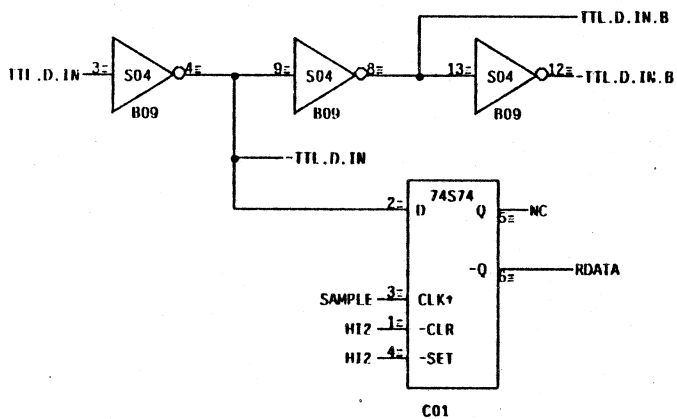 TTL.D.IN.B
TTL.D.IN 3= S04 4= 9= S04 8= 13= S04 12= -TTL.D.IN.B
B09 B09 B09
-TTL.D.IN
74S74
2= D Q 5= NC
-Q 6= RDATA
SAMPLE 3= CLK↑
HI2 1= -CLR
HI2 4= -SET
C01